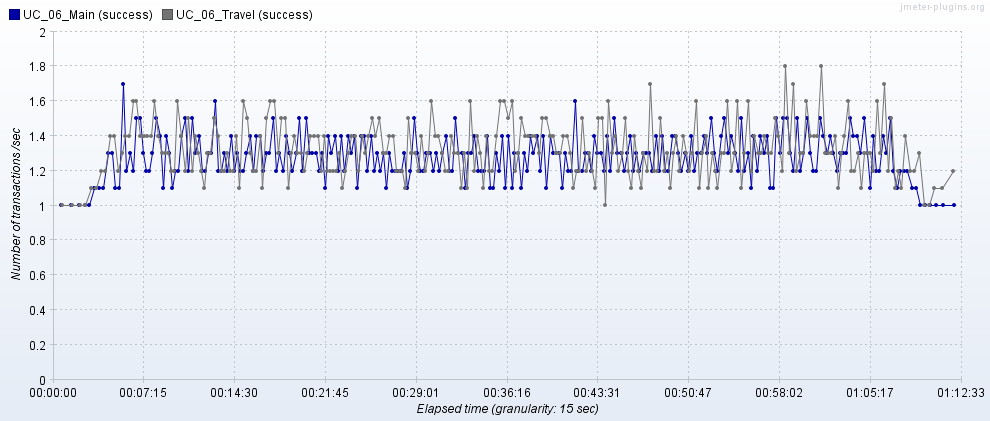 UC_06_Main (success) UC_06_Travel (success)
jmeter-plugins.org
2
1.8
1.6
1.4
1.2
1
0.8
0.6
0.4
0.2
0
Number of transactions/sec
00:00:00 00:07:15 00:14:30 00:21:45 00:29:01 00:36:16 00:43:31 00:50:47 00:58:02 01:05:17 01:12:33
Elapsed time (granularity: 15 sec)